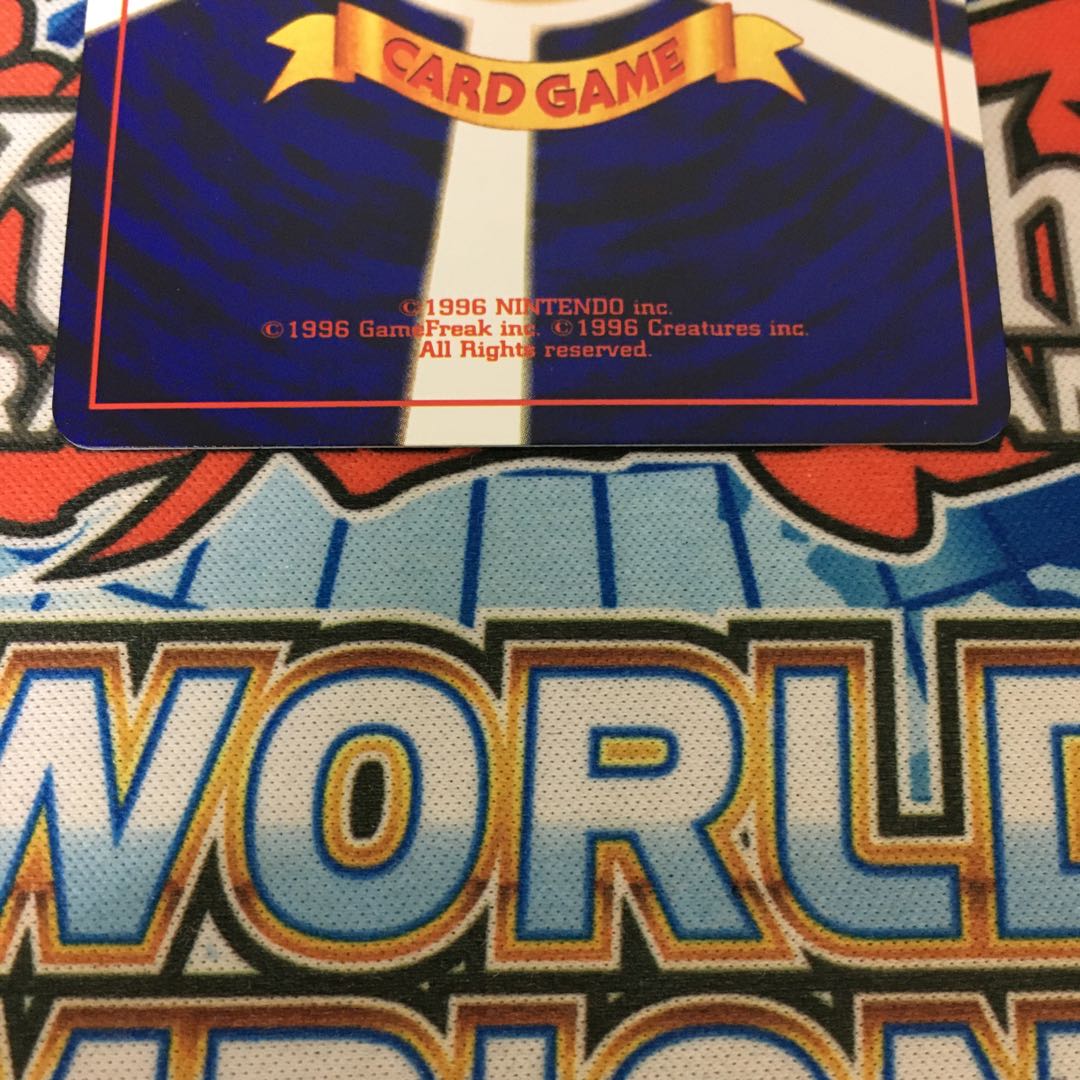 CARD GAME
©1996 NINTENDO inc.
©1996 GameFreak inc. ©1996 Creatures inc.
All Rights reserved.
WORLD